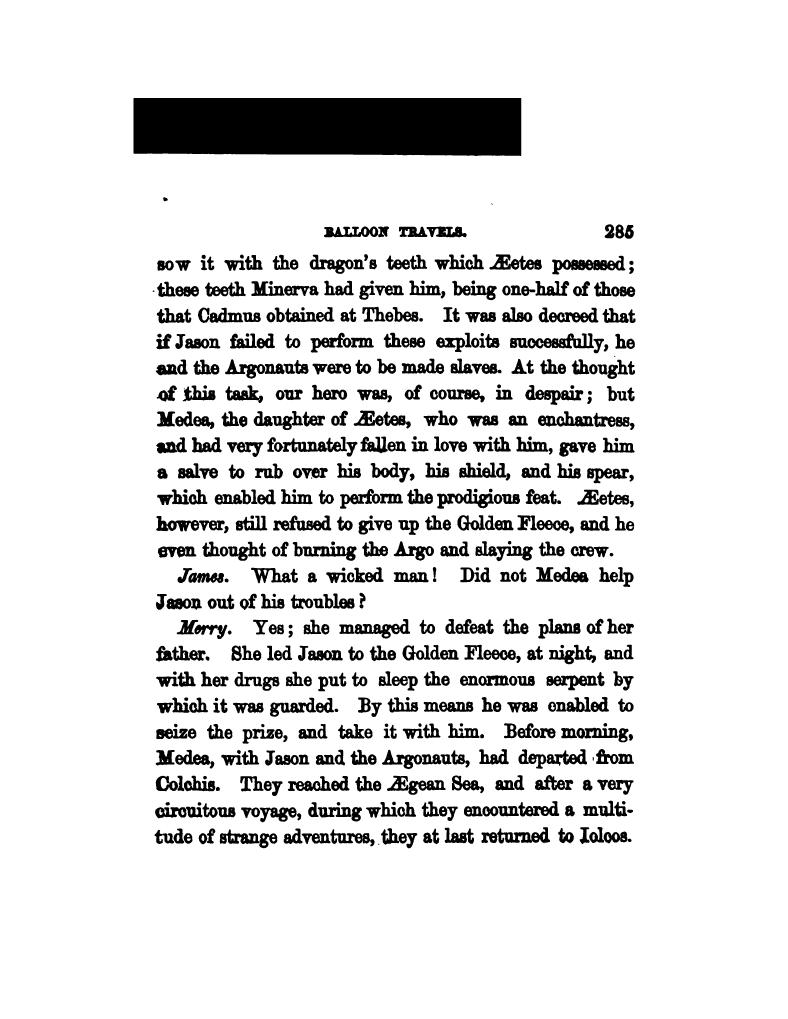 BALLOON TRAVELS. 285
sow it with the dragon's teeth which Æetes possessed;
these teeth Minerva had given him, being one-half of those
that Cadmus obtained at Thebes. It was also decreed that
if Jason failed to perform these exploits successfully, he
and the Argonauts were to be made slaves. At the thought
of this task, our hero was, of course, in despair; but
Medea, the daughter of Æetes, who was an enchantress,
and had very fortunately fallen in love with him, gave him
a salve to rub over his body, his shield, and his spear,
which enabled him to perform the prodigious feat. Æetes,
however, still refused to give up the Golden Fleece, and he
even thought of burning the Argo and slaying the crew.
James. What a wicked man! Did not Medea help
Jason out of his troubles?
Merry. Yes; she managed to defeat the plans of her
father. She led Jason to the Golden Fleece, at night, and
with her drugs she put to sleep the enormous serpent by
which it was guarded. By this means he was enabled to
seize the prize, and take it with him. Before morning,
Medea, with Jason and the Argonauts, had departed from
Colchis. They reached the Ægean Sea, and after a very
circuitous voyage, during which they encountered a multi-
tude of strange adventures, they at last returned to Iolcos.